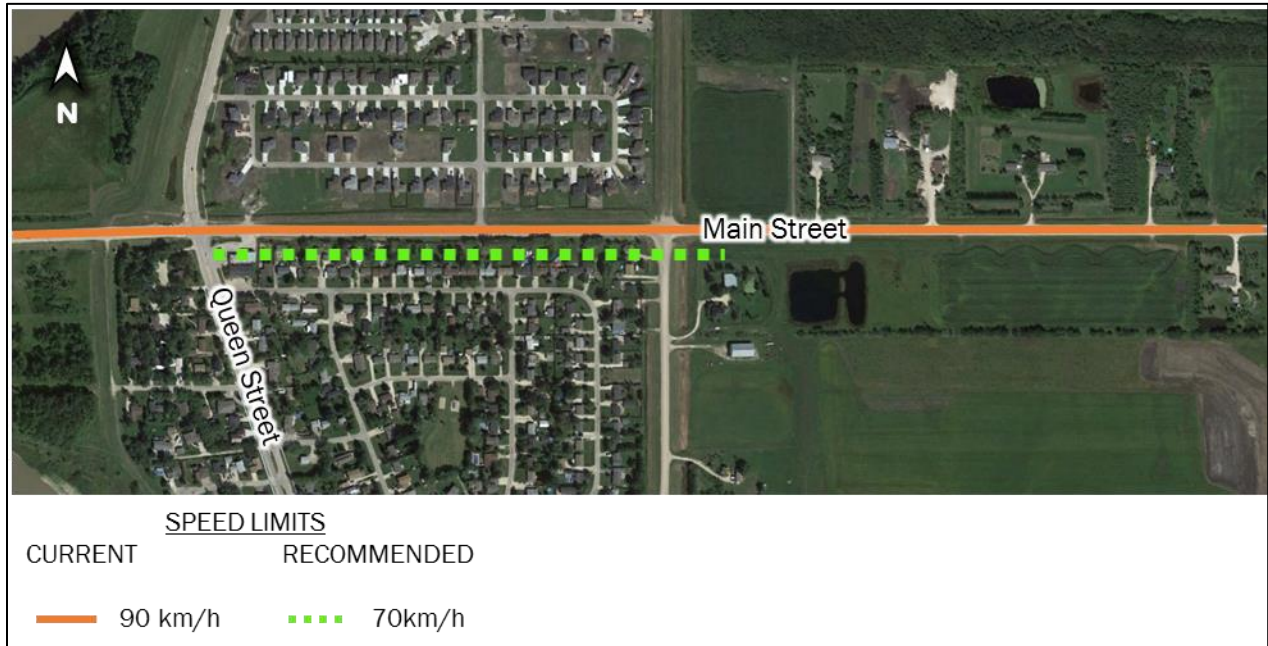 N
Main Street
Queen Street
SPEED LIMITS
CURRENT RECOMMENDED
90 km/h 70km/h